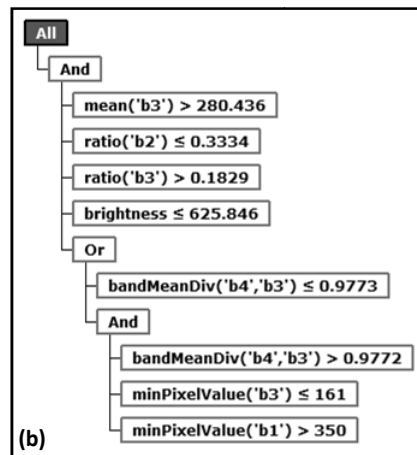 All
And
mean('b3') > 280.436
ratio('b2') ≤ 0.3334
ratio('b3') > 0.1829
brightness ≤ 625.846
Or
bandMeanDiv('b4','b3') ≤ 0.9773
And
bandMeanDiv('b4','b3') > 0.9772
minPixelValue('b3') ≤ 161
minPixelValue('b1') > 350
(b)